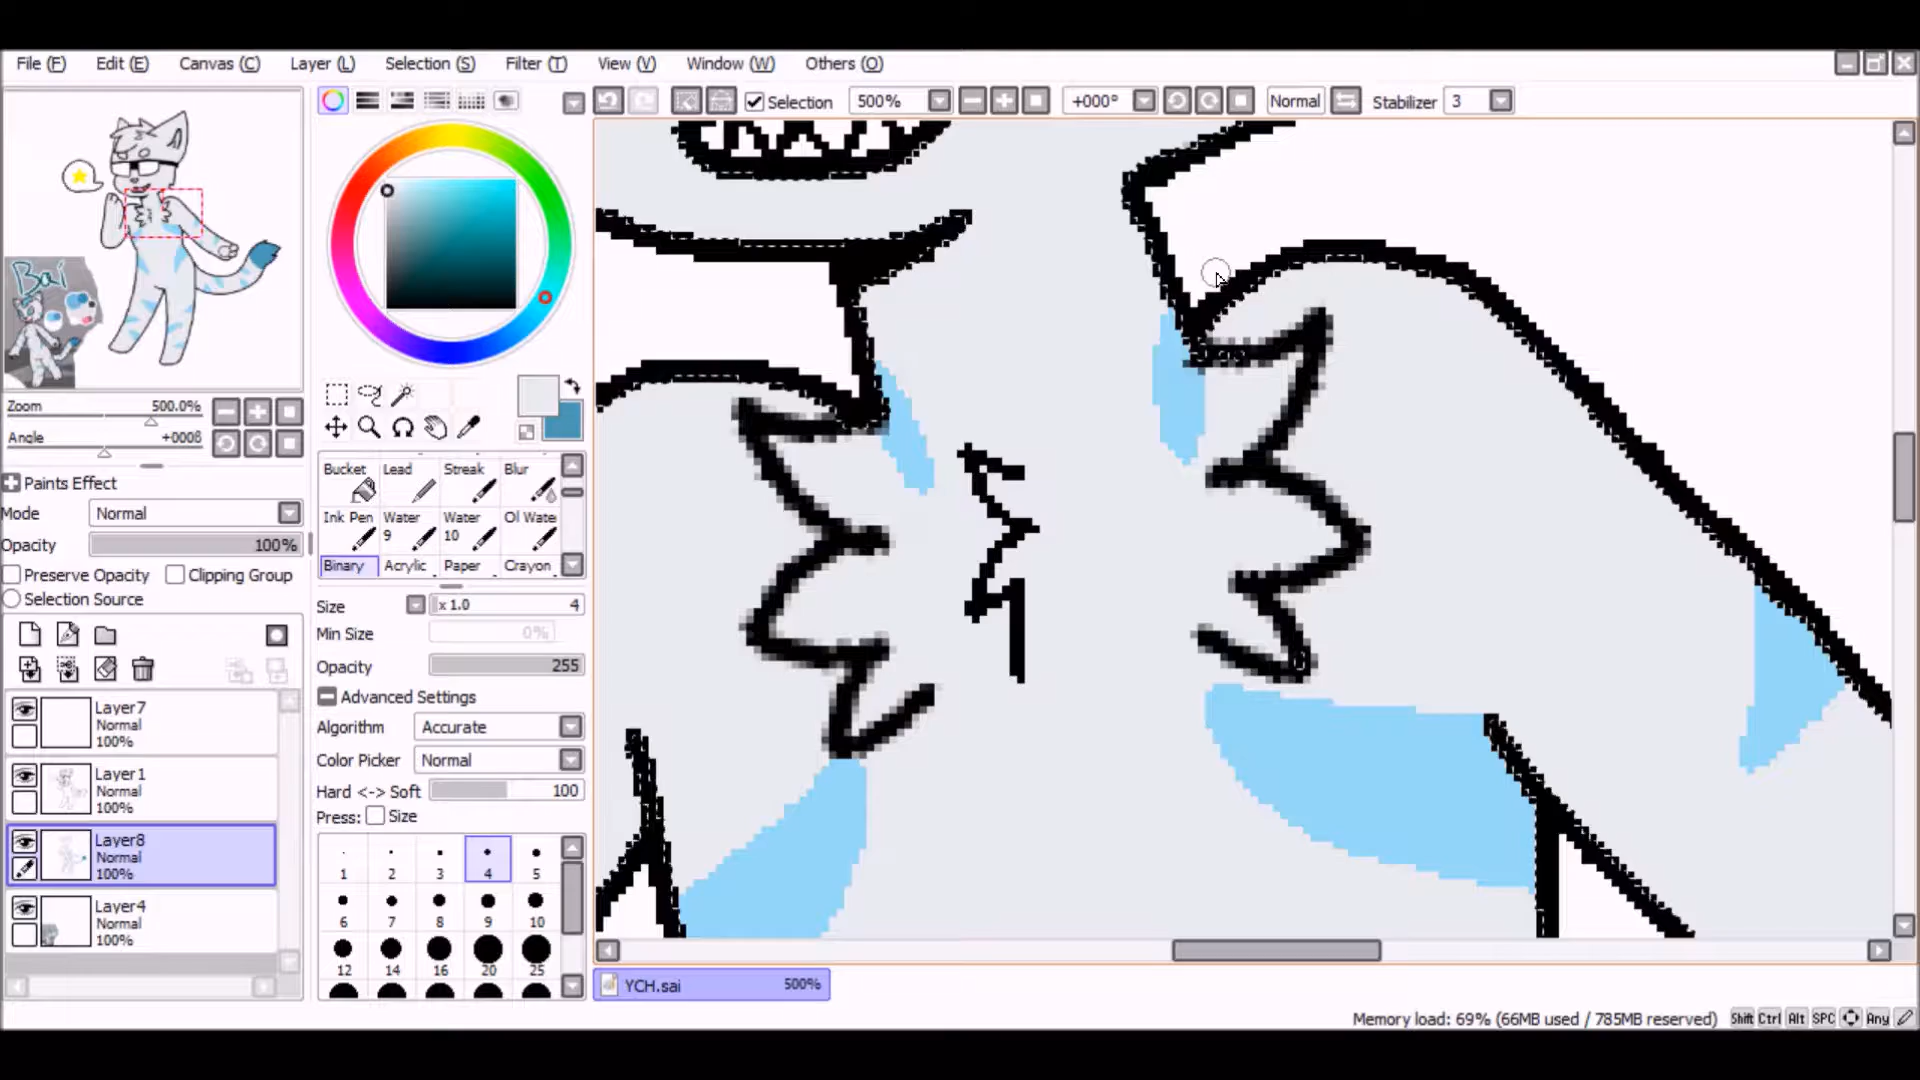 File (F) Edit (E) Canvas (C) Layer (L) Selection (S) Filter (T) View (V) Window (W) Others (O)
Selection 500% +000° Normal Stabilizer 3
Bai
Zoom 500.0%
Angle +000ß
Paints Effect
Mode Normal
Opacity 100%
Preserve Opacity Clipping Group
Selection Source
Layer7
Normal
100%
Layer1
Normal
100%
Layer8
Normal
100%
Layer4
Normal
100%
Bucket Lead Streak Blur
Ink Pen Water 9 Water 10 Ol Wate
Binary Acrylic Paper Crayon
Size x 1.0 4
Min Size 0%
Opacity 255
Advanced Settings
Algorithm Accurate
Color Picker Normal
Hard <-> Soft 100
Press: Size
1 2 3 4 5
6 7 8 9 10
12 14 16 20 25
YCH.sai 500%
Memory load: 69% (66MB used / 785MB reserved) Shift Ctrl Alt SPC Any